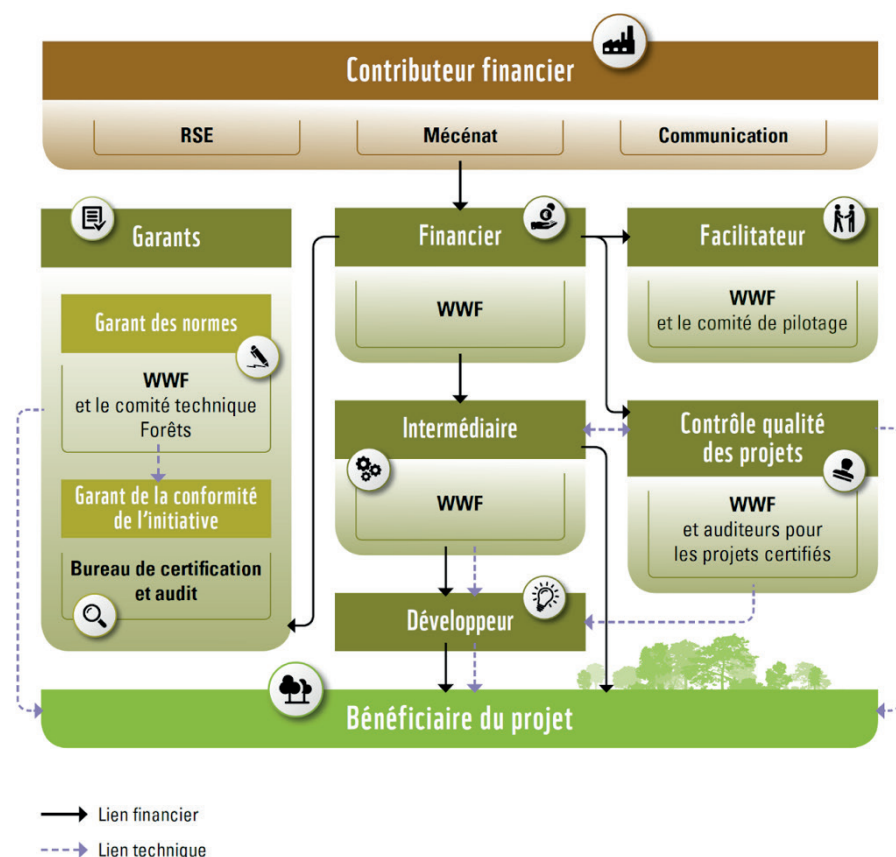 Contributeur financier
RSE
Mécénat
Communication
Garants
Financier
Facilitateur
WWF
WWF
et le comité de pilotage
Garant des normes
WWF
et le comité technique
Forêts
Intermédiaire
Contrôle qualité
des projets
WWF
WWF
et auditeurs pour
les projets certifiés
Garant de la conformité
de l'initiative
Bureau de certification
et audit
Développeur
Bénéficiaire du projet
Lien financier
Lien technique